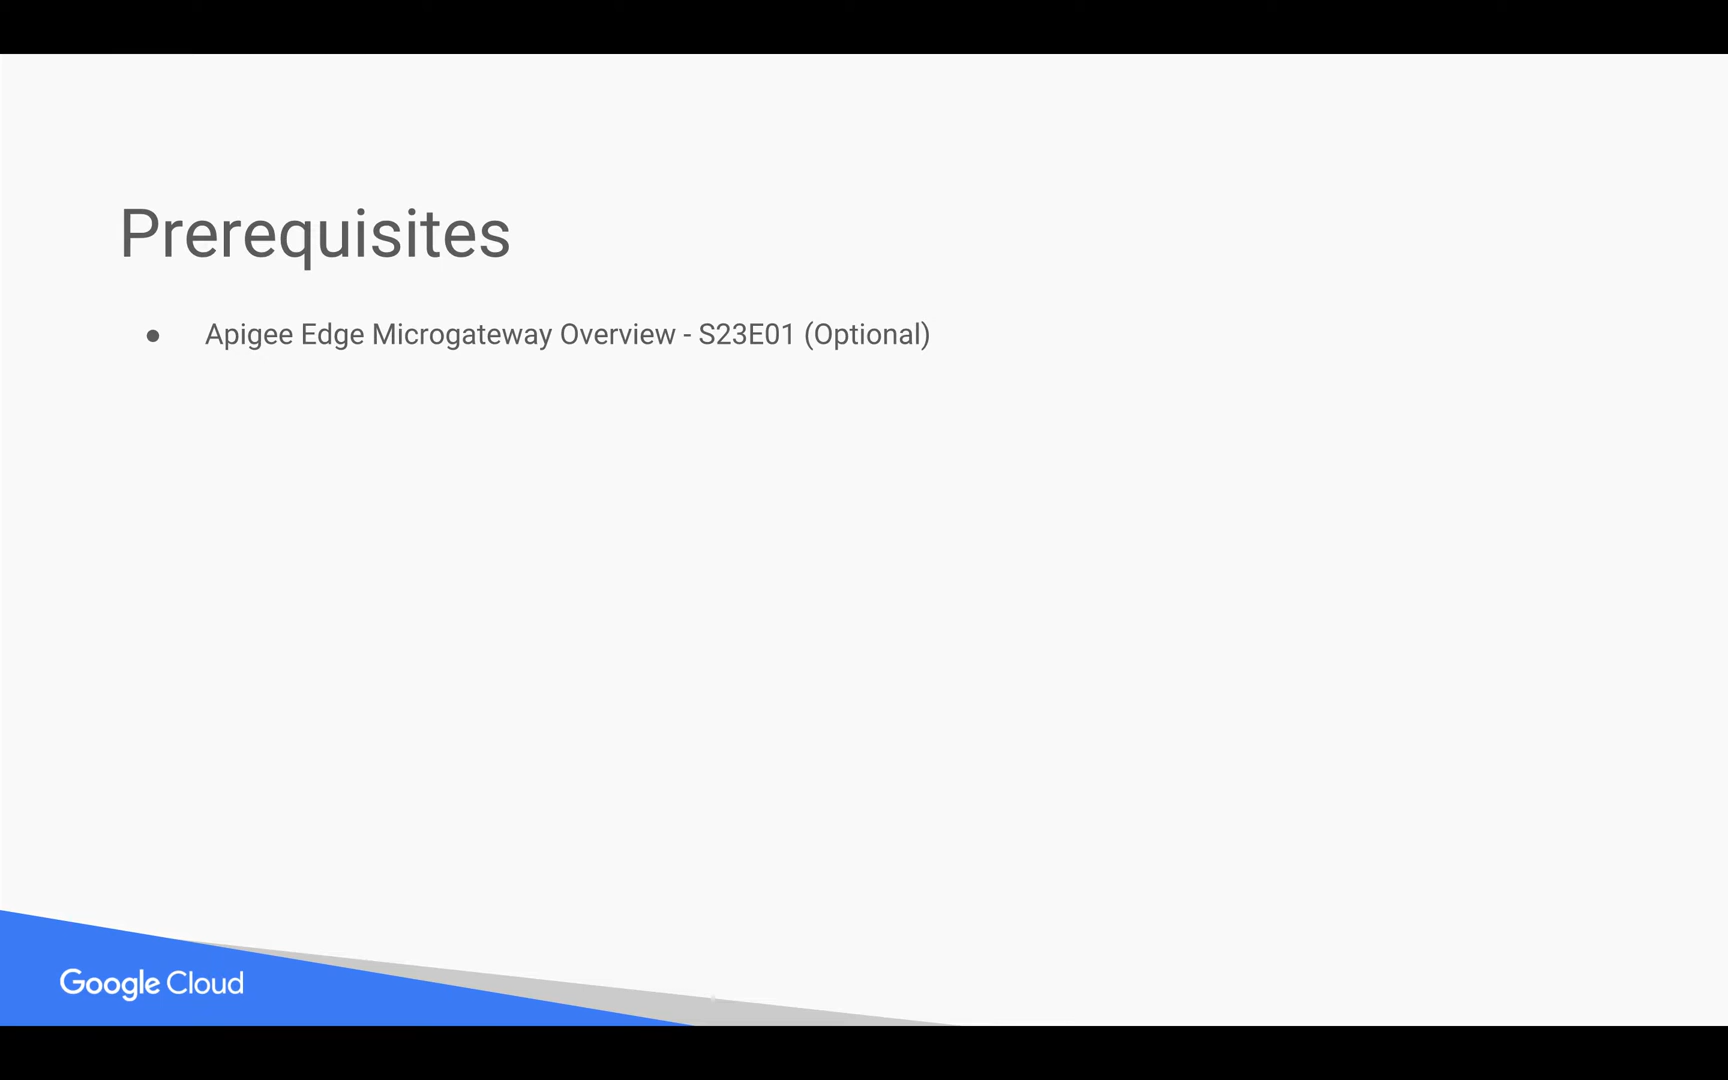 Prerequisites
● Apigee Edge Microgateway Overview - S23E01 (Optional)
Google Cloud